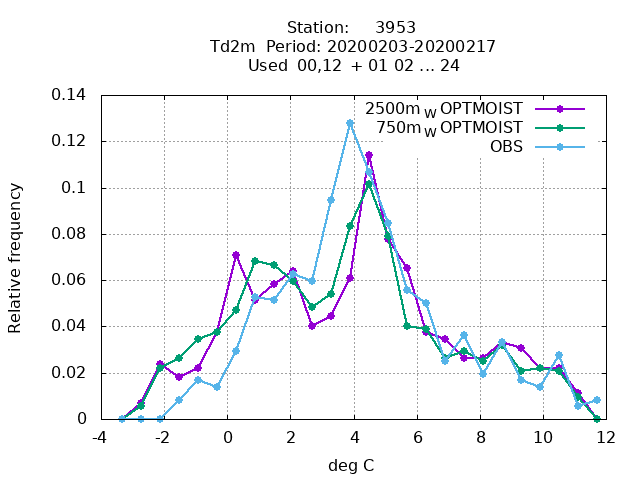 Station: 3953
Td2m Period: 20200203-20200217
Used 00,12 + 01 02 ... 24
0.14
0.12
0.1
0.08
0.06
0.04
0.02
0
Relative frequency
2500m W OPTMOIST
750m W OPTMOIST
OBS
-4 -2 0 2 4 6 8 10 12
deg C